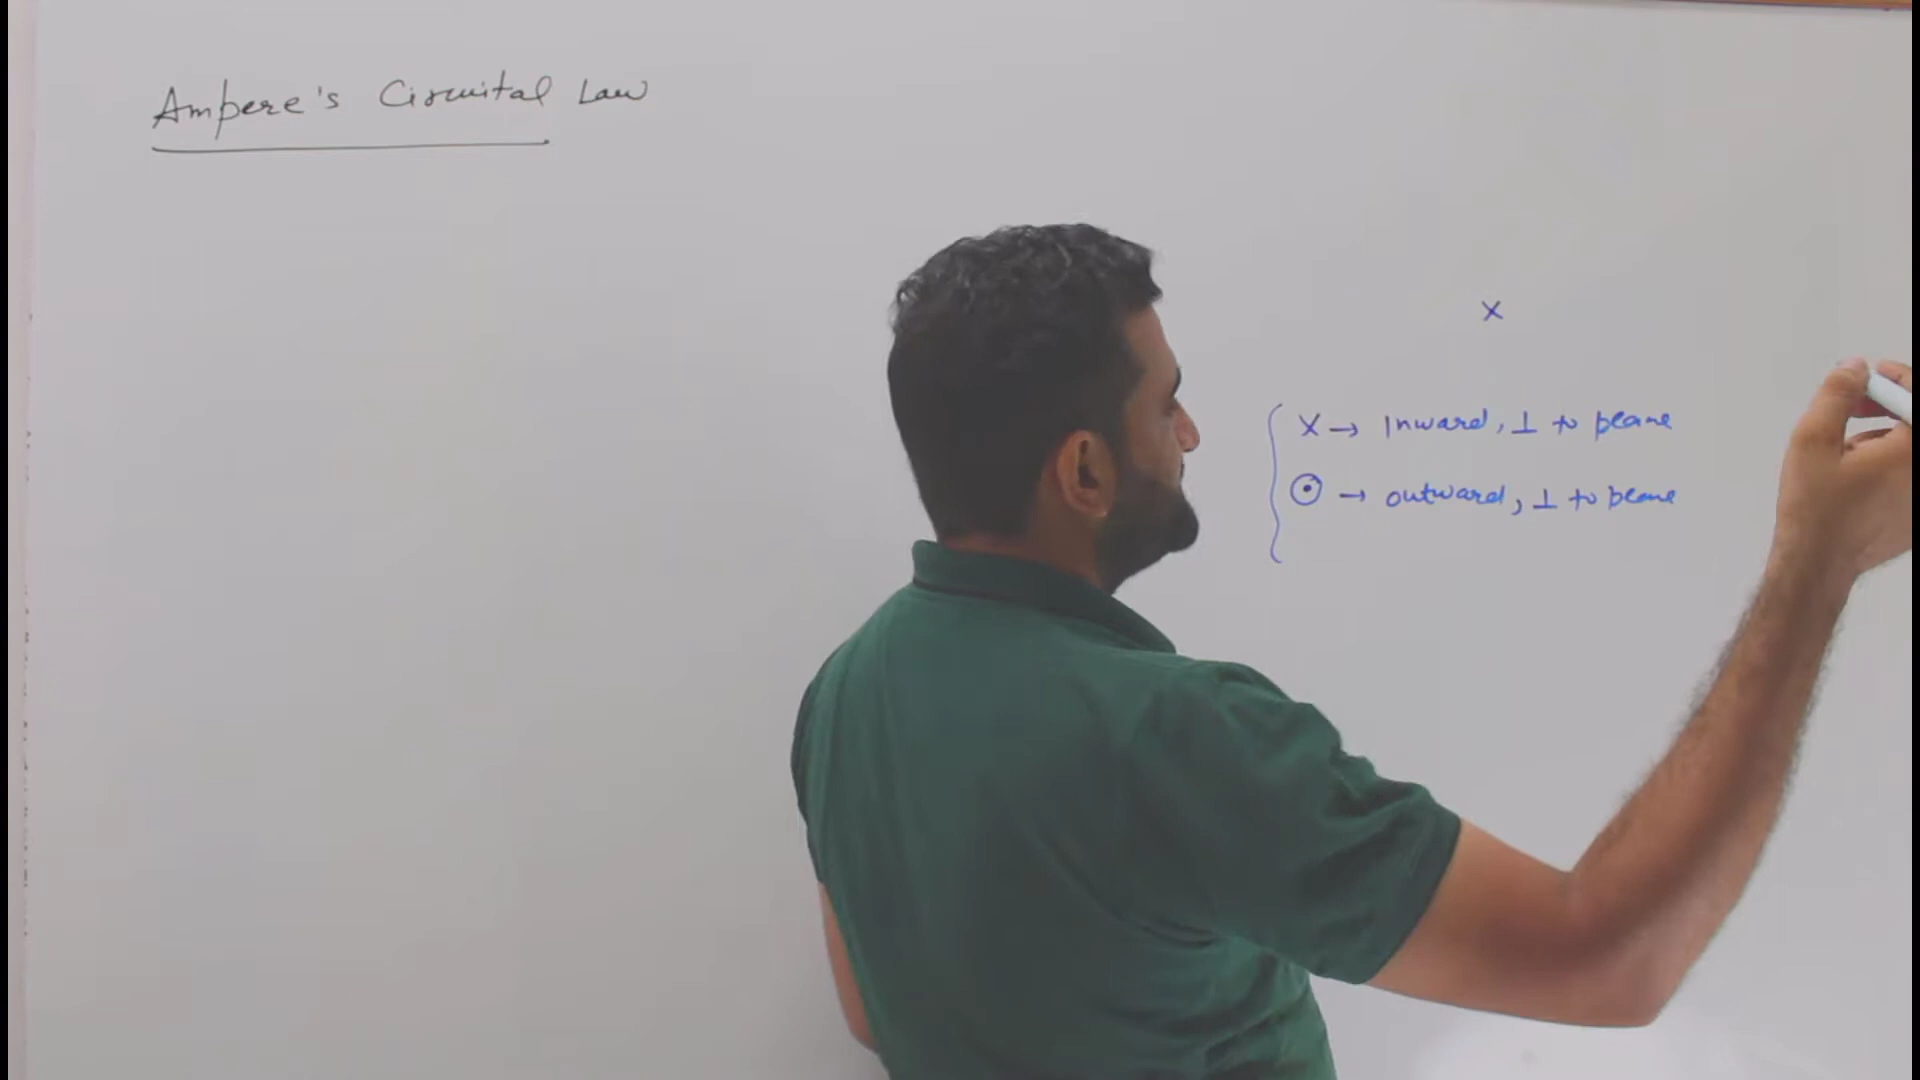 Ampere's Circuital Law
X
X → Inward, ⊥ to plane
⊙ → outward, ⊥ to plane